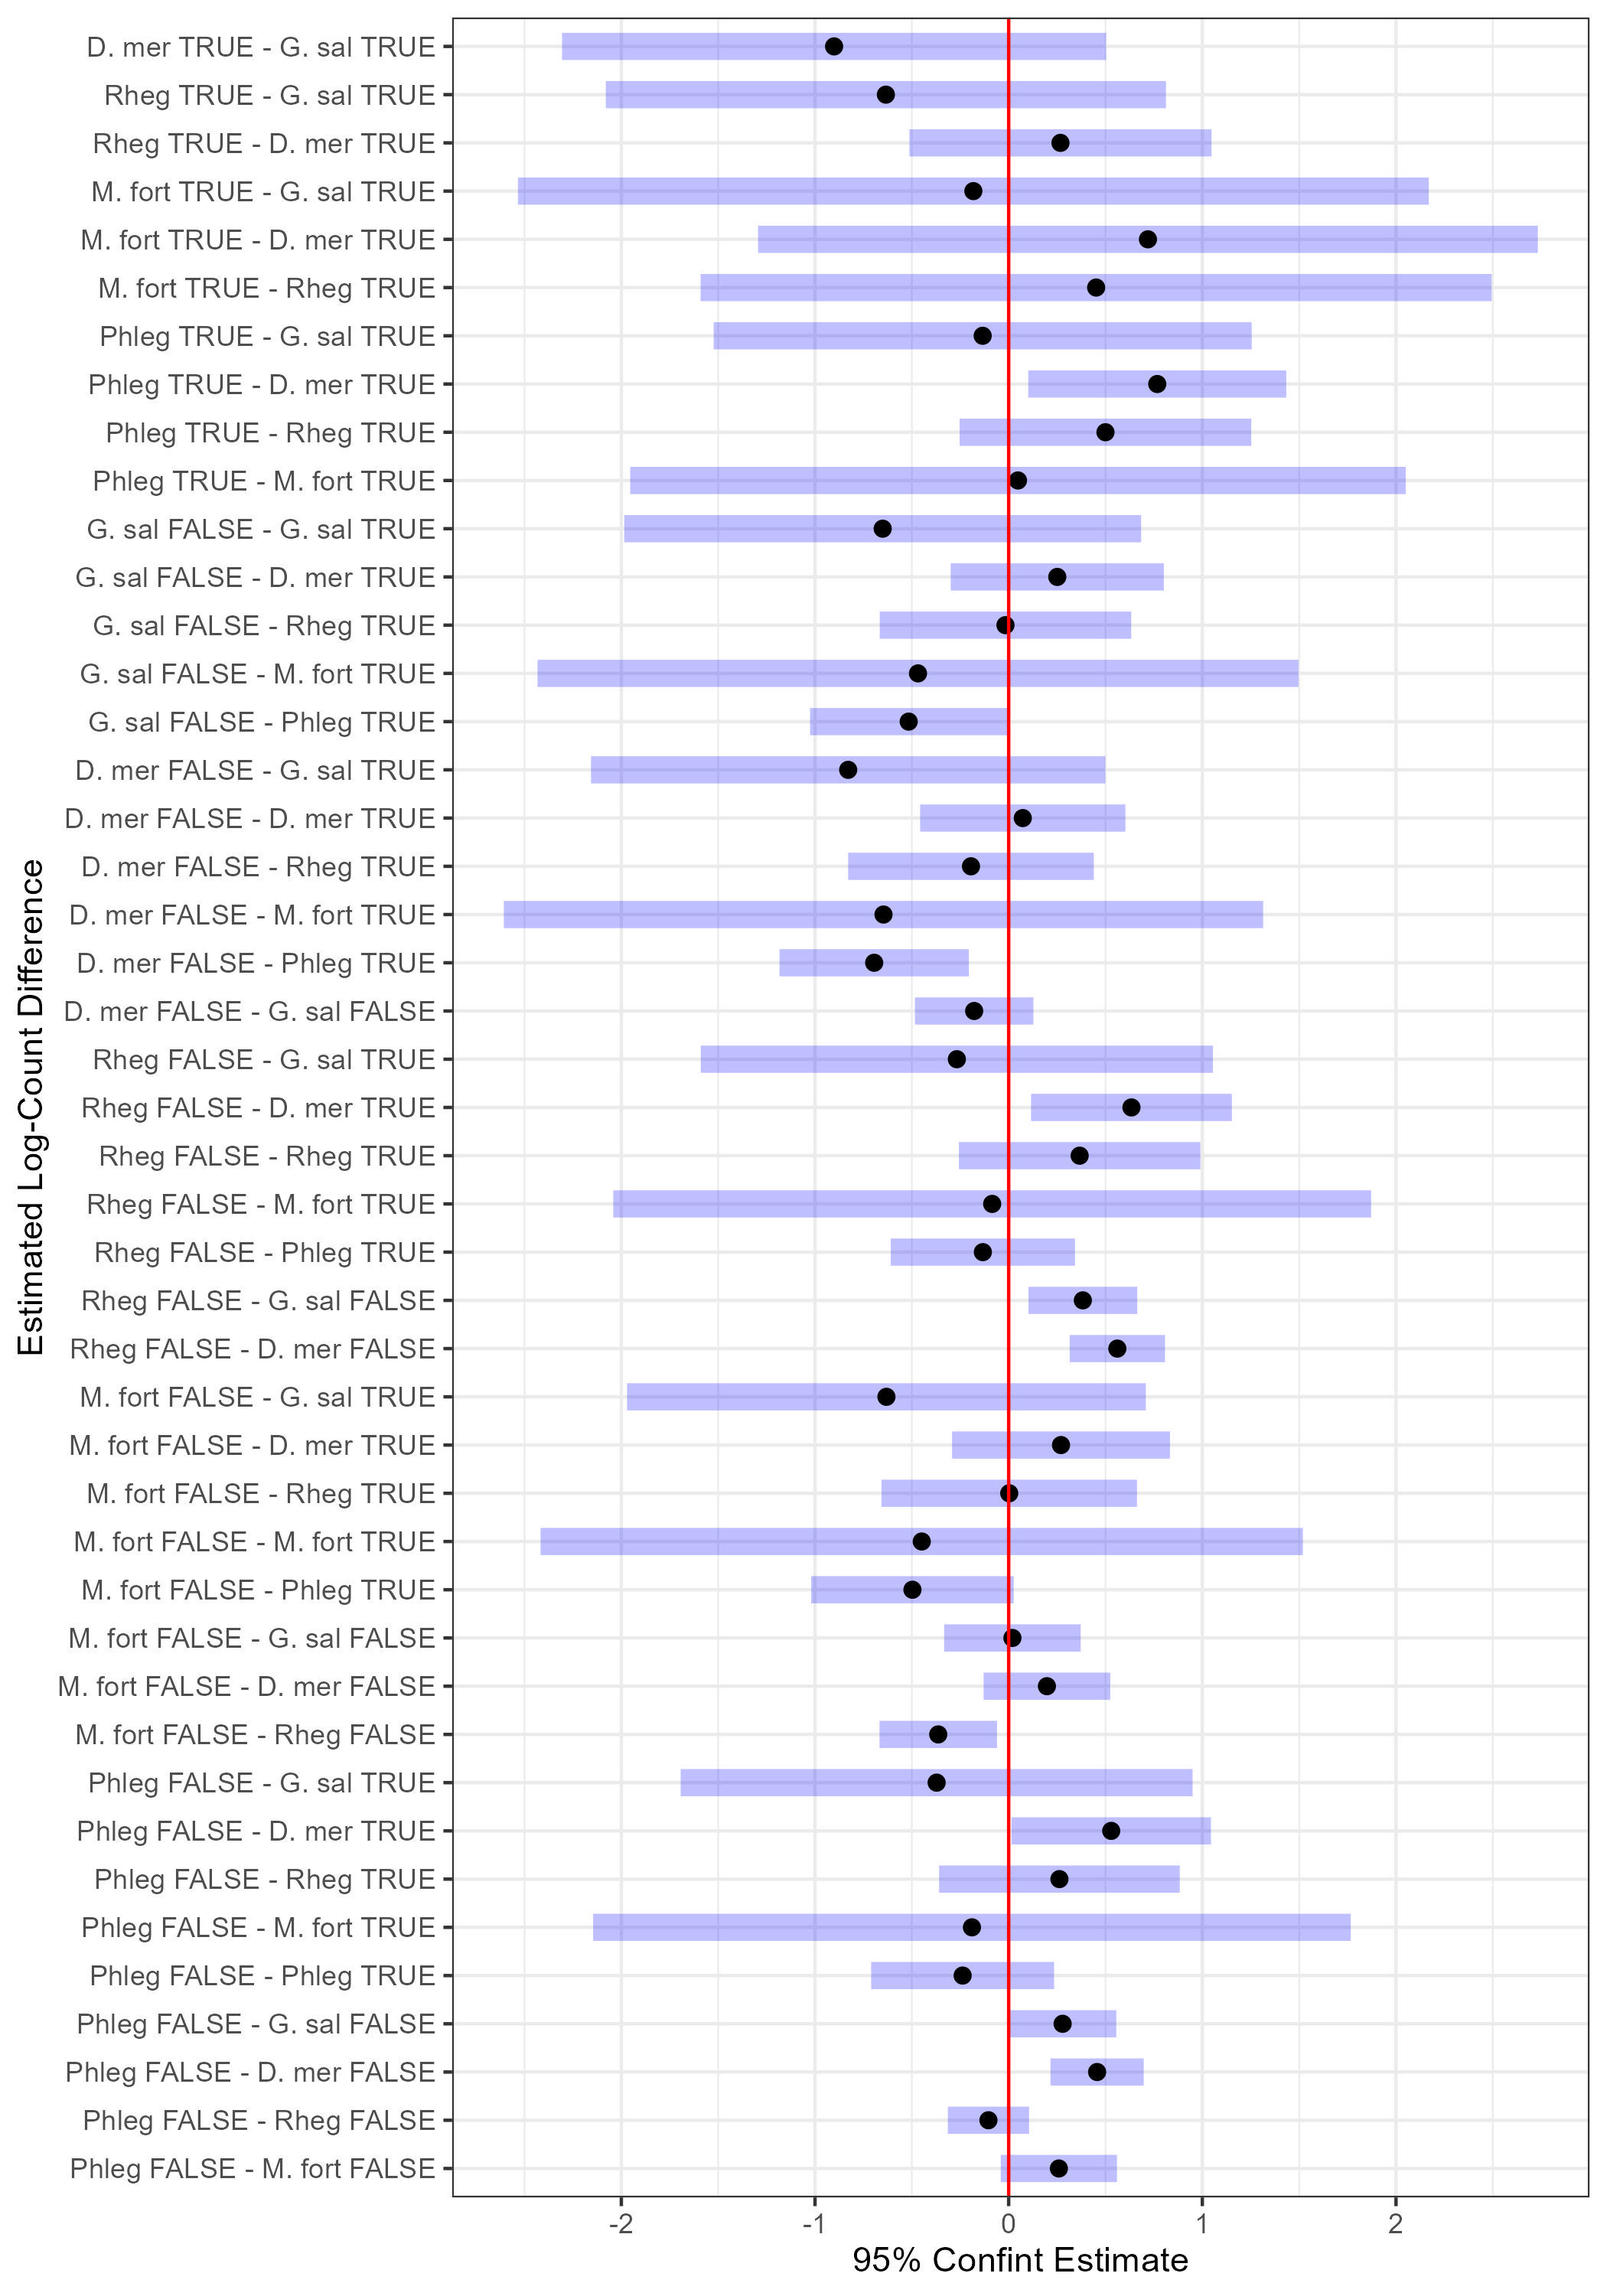 D. mer TRUE - G. sal TRUE
Rheg TRUE - G. sal TRUE
Rheg TRUE - D. mer TRUE
M. fort TRUE - G. sal TRUE
M. fort TRUE - D. mer TRUE
M. fort TRUE - Rheg TRUE
Phleg TRUE - G. sal TRUE
Phleg TRUE - D. mer TRUE
Phleg TRUE - Rheg TRUE
Phleg TRUE - M. fort TRUE
G. sal FALSE - G. sal TRUE
G. sal FALSE - D. mer TRUE
G. sal FALSE - Rheg TRUE
G. sal FALSE - M. fort TRUE
G. sal FALSE - Phleg TRUE
D. mer FALSE - G. sal TRUE
D. mer FALSE - D. mer TRUE
D. mer FALSE - Rheg TRUE
D. mer FALSE - M. fort TRUE
D. mer FALSE - Phleg TRUE
D. mer FALSE - G. sal FALSE
Rheg FALSE - G. sal TRUE
Rheg FALSE - D. mer TRUE
Rheg FALSE - Rheg TRUE
Rheg FALSE - M. fort TRUE
Rheg FALSE - Phleg TRUE
Rheg FALSE - G. sal FALSE
Rheg FALSE - D. mer FALSE
M. fort FALSE - G. sal TRUE
M. fort FALSE - D. mer TRUE
M. fort FALSE - Rheg TRUE
M. fort FALSE - M. fort TRUE
M. fort FALSE - Phleg TRUE
M. fort FALSE - G. sal FALSE
M. fort FALSE - D. mer FALSE
M. fort FALSE - Rheg FALSE
Phleg FALSE - G. sal TRUE
Phleg FALSE - D. mer TRUE
Phleg FALSE - Rheg TRUE
Phleg FALSE - M. fort TRUE
Phleg FALSE - Phleg TRUE
Phleg FALSE - G. sal FALSE
Phleg FALSE - D. mer FALSE
Phleg FALSE - Rheg FALSE
Phleg FALSE - M. fort FALSE
Estimated Log-Count Difference
-2 -1 0 1 2
95% Confint Estimate